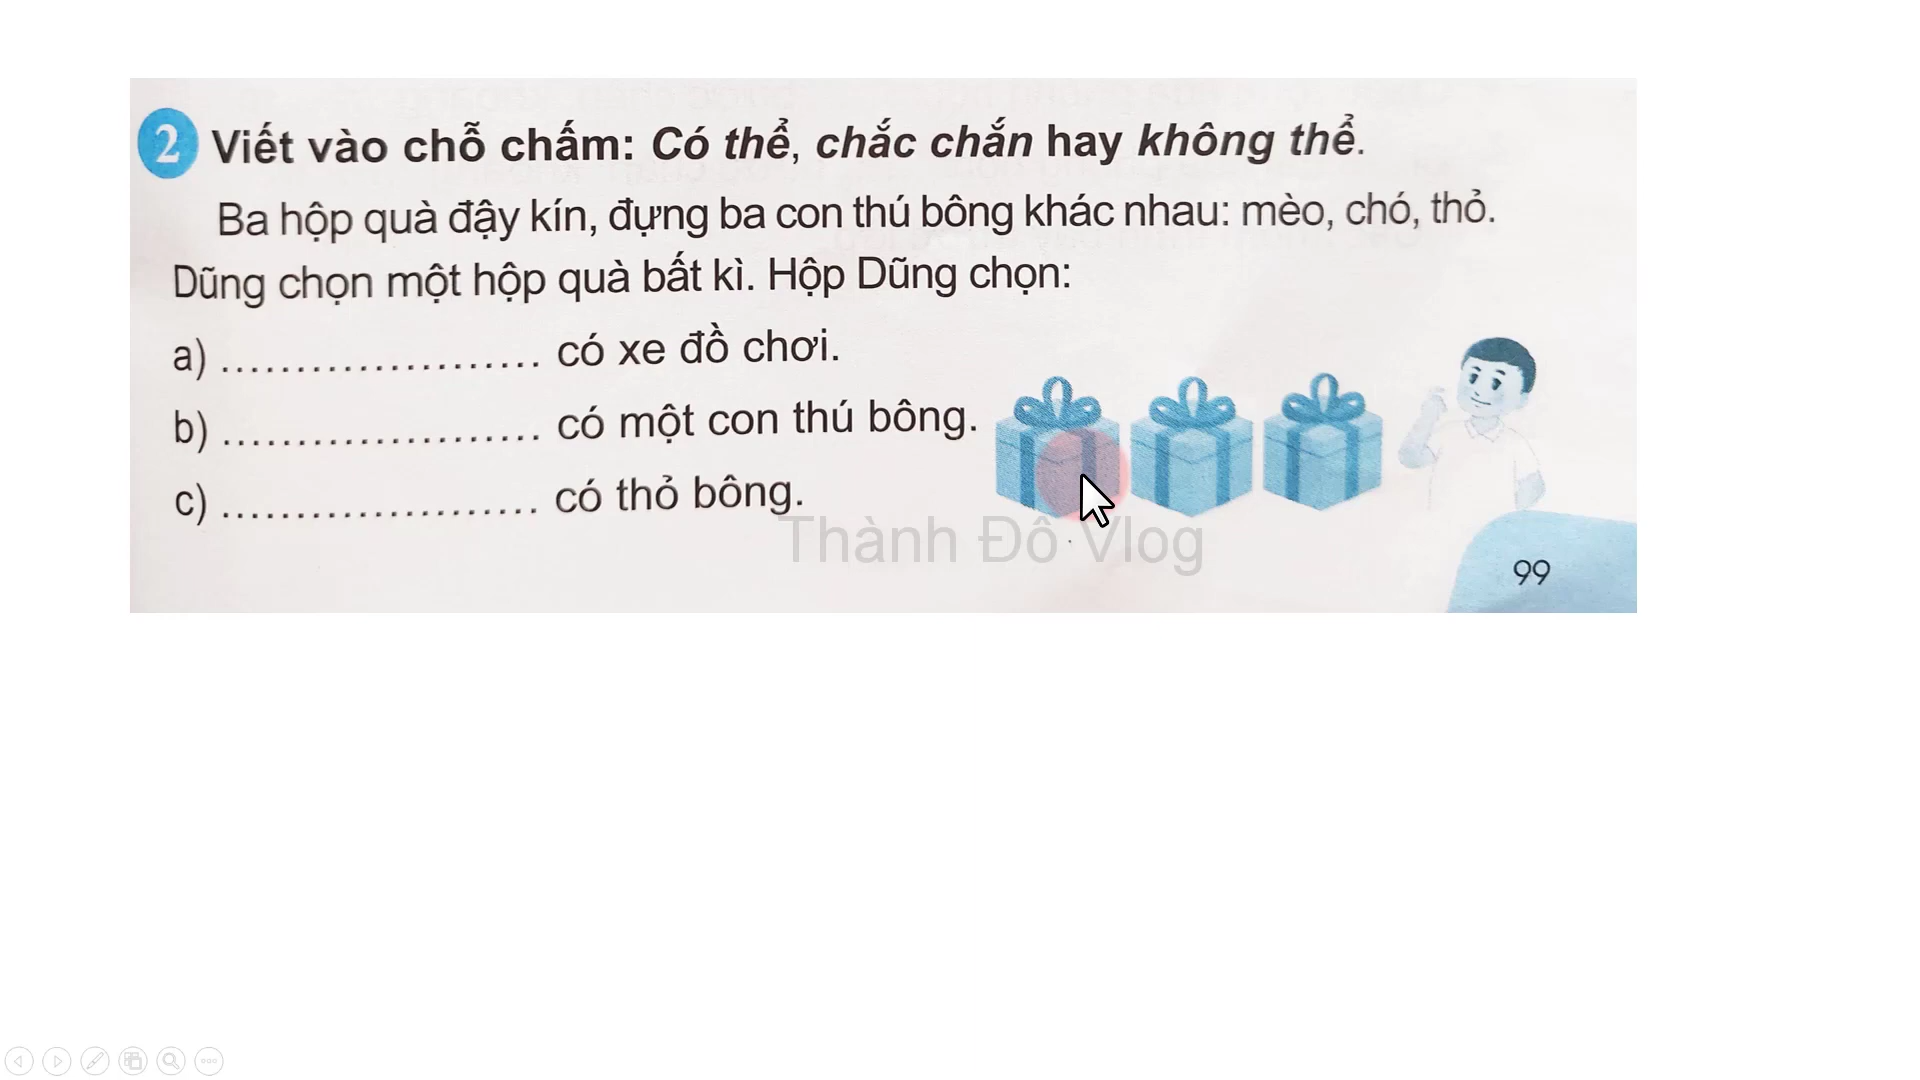 2 Viết vào chỗ chấm: Có thể, chắc chắn hay không thể.
Ba hộp quà đậy kín, đựng ba con thú bông khác nhau: mèo, chó, thỏ.
Dũng chọn một hộp quà bất kì. Hộp Dũng chọn:
a) ..................... có xe đồ chơi.
b) ..................... có một con thú bông.
c) ..................... có thỏ bông.
Thành Đô Vlog
99